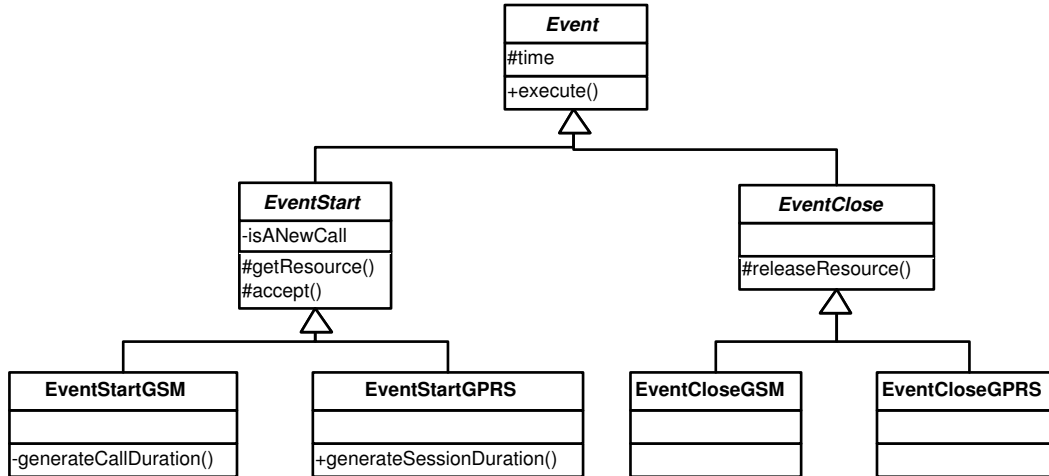 Event
#time
+execute()
EventStart
-isANewCall
#getResource()
#accept()
EventClose
#releaseResource()
EventStartGSM
-generateCallDuration()
EventStartGPRS
+generateSessionDuration()
EventCloseGSM
EventCloseGPRS